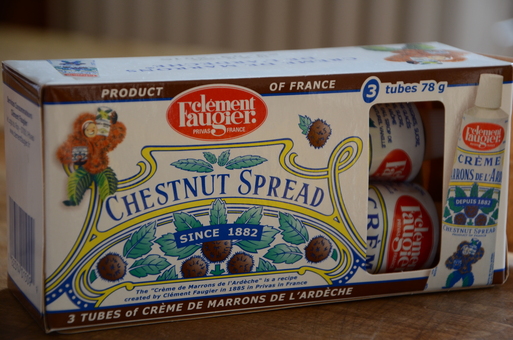 PRODUCT OF FRANCE
3 tubes 78 g
Clément
Faugier
PRIVAS FRANCE
CHESTNUT SPREAD
SINCE 1882
The "Crème de Marrons de l'Ardèche" is a recipe
created by Clément Faugier in 1885 in Privas in France
3 TUBES of CRÈME DE MARRONS DE L'ARDÈCHE
CRÈME
Faugier
Clément
Faugier
CRÈME
DEPUIS 1882
CHESTNUT SPREAD